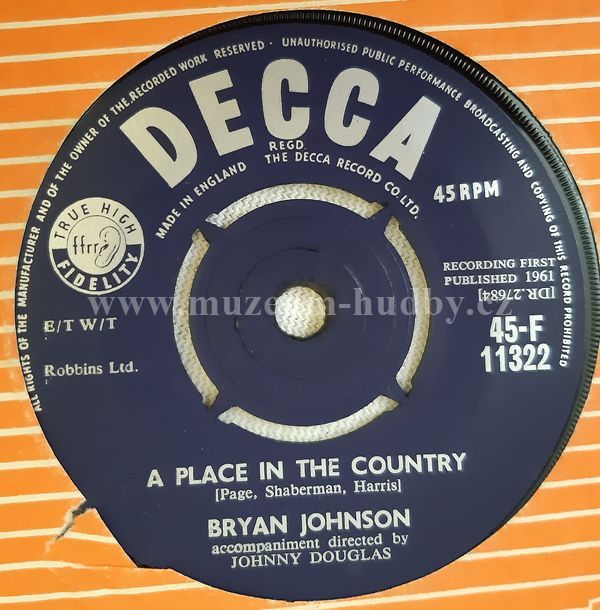 ALL RIGHTS OF THE MANUFACTURER AND OF THE OWNER OF THE RECORDED WORK RESERVED · UNAUTHORISED PUBLIC PERFORMANCE BROADCASTING AND COPYING OF THIS RECORD PROHIBITED
DECCA
REGD.
MADE IN ENGLAND THE DECCA RECORD CO. LTD.
45 RPM
TRUE HIGH
ffrr
FIDELITY
RECORDING FIRST
PUBLISHED 1961
[DR.27684]
www.muzeum-hudby.cz
E/T W/T
45-F
11322
Robbins Ltd.
A PLACE IN THE COUNTRY
[Page, Shaberman, Harris]
BRYAN JOHNSON
accompaniment directed by
JOHNNY DOUGLAS